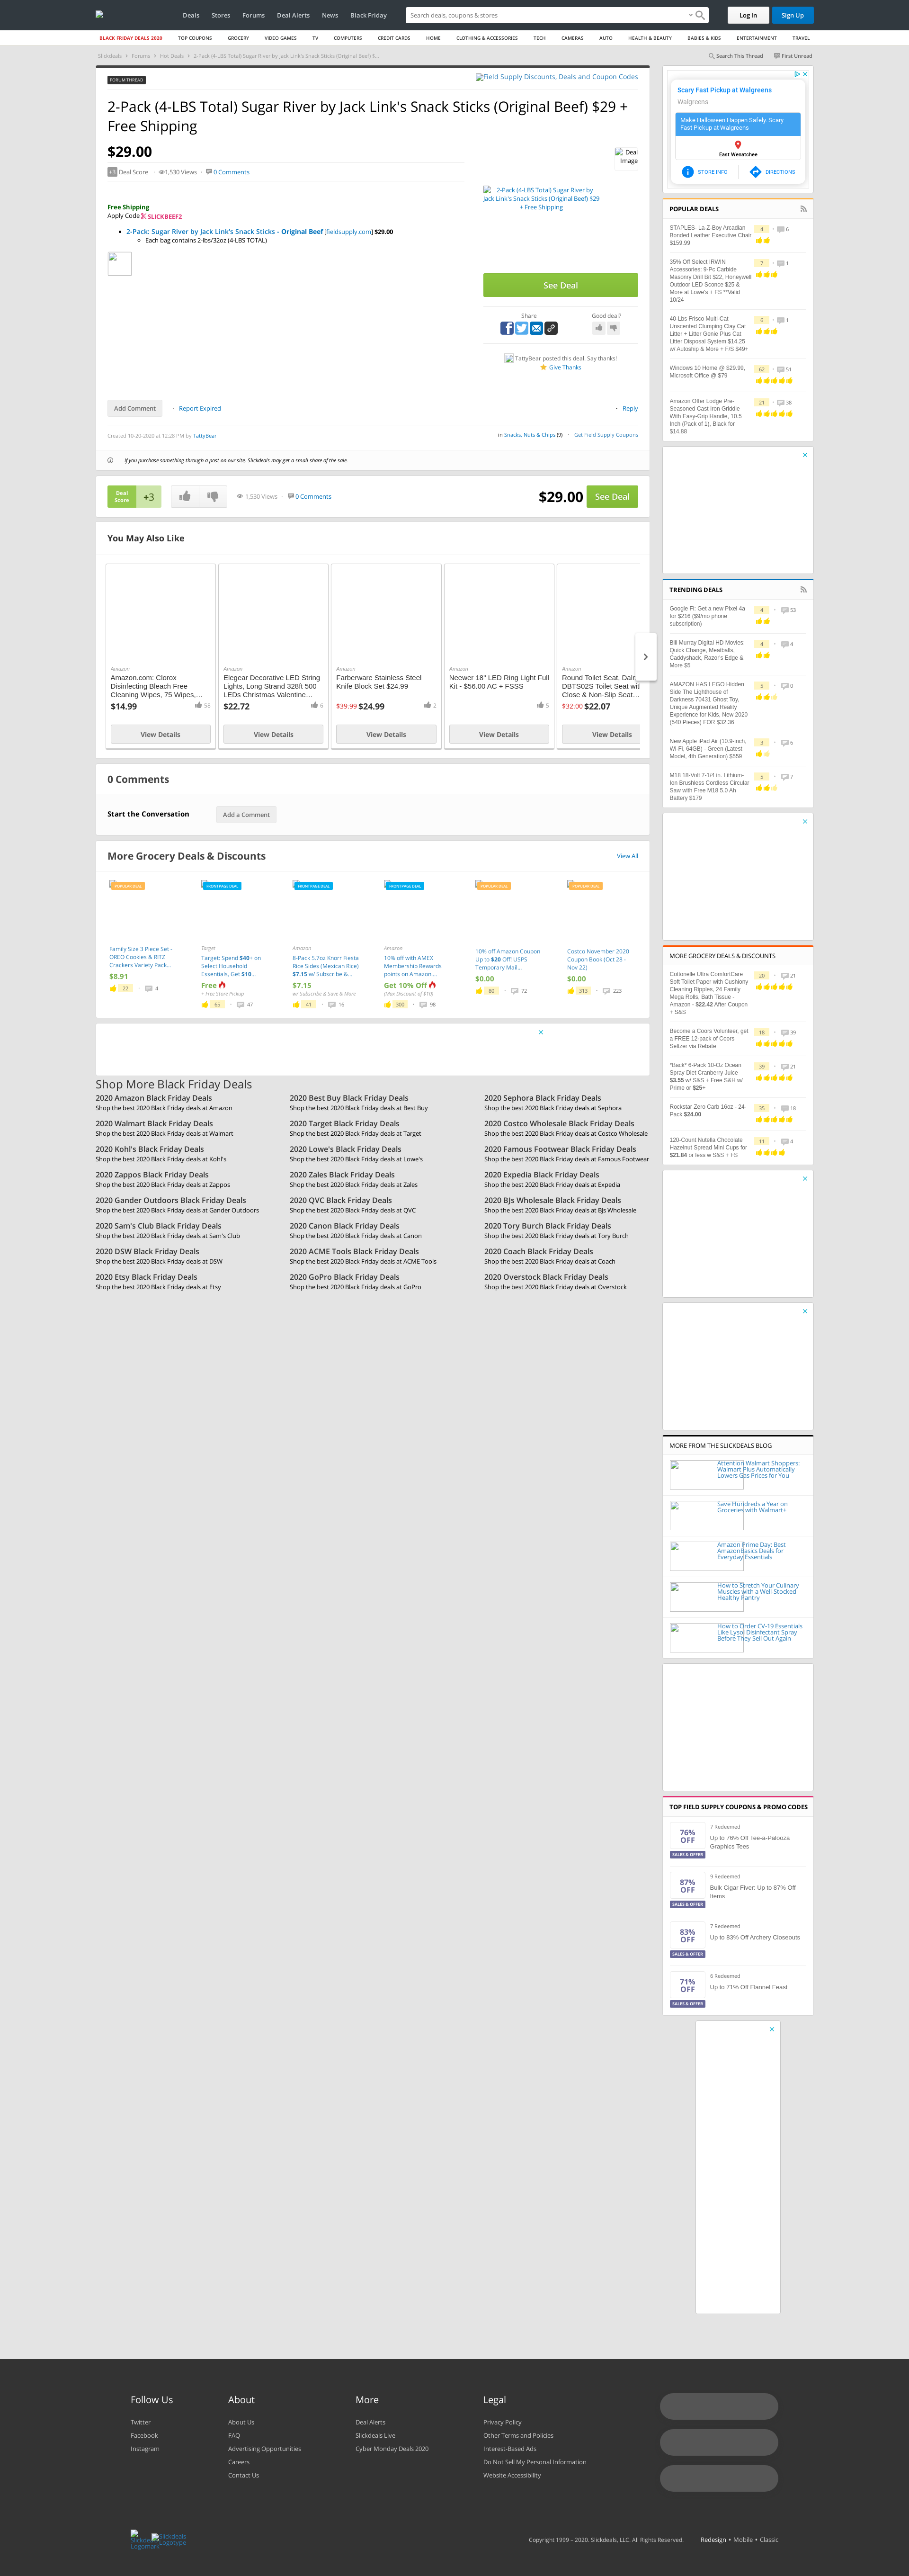 Deals Stores Forums Deal Alerts News Black Friday
Search deals, coupons & stores
Log In Sign Up
BLACK FRIDAY DEALS 2020 TOP COUPONS GROCERY VIDEO GAMES TV COMPUTERS CREDIT CARDS HOME CLOTHING & ACCESSORIES TECH CAMERAS AUTO HEALTH & BEAUTY BABIES & KIDS ENTERTAINMENT TRAVEL
Slickdeals > Forums > Hot Deals > 2-Pack (4-LBS Total) Sugar River by Jack Link's Snack Sticks (Original Beef) $...
Search This Thread First Unread
FORUM THREAD
Field Supply Discounts, Deals and Coupon Codes
2-Pack (4-LBS Total) Sugar River by Jack Link's Snack Sticks (Original Beef) $29 +
Free Shipping
$29.00
Deal
Image
+3 Deal Score 1,530 Views 0 Comments
2-Pack (4-LBS Total) Sugar River by
Jack Link's Snack Sticks (Original Beef) $29
+ Free Shipping
Free Shipping
Apply Code SLICKBEEF2
2-Pack: Sugar River by Jack Link's Snack Sticks - Original Beef [fieldsupply.com] $29.00
Each bag contains 2-lbs/32oz (4-LBS TOTAL)
See Deal
Share Good deal?
TattyBear posted this deal. Say thanks!
Give Thanks
Add Comment Report Expired Reply
Created 10-20-2020 at 12:28 PM by TattyBear
in Snacks, Nuts & Chips (9) Get Field Supply Coupons
If you purchase something through a post on our site, Slickdeals may get a small share of the sale.
Deal
Score
+3
1,530 Views 0 Comments
$29.00 See Deal
You May Also Like
Amazon
Amazon.com: Clorox
Disinfecting Bleach Free
Cleaning Wipes, 75 Wipes,...
$14.99 58
View Details
Amazon
Elegear Decorative LED String
Lights, Long Strand 328ft 500
LEDs Christmas Valentine...
$22.72 6
View Details
Amazon
Farberware Stainless Steel
Knife Block Set $24.99
$39.99 $24.99 2
View Details
Amazon
Neewer 18" LED Ring Light Full
Kit - $56.00 AC + FSSS
5
View Details
Amazon
Round Toilet Seat, Daln
DBTS02S Toilet Seat with
Close & Non-Slip Seat...
$32.00 $22.07
View Details
0 Comments
Start the Conversation Add a Comment
More Grocery Deals & Discounts View All
POPULAR DEAL
Family Size 3 Piece Set -
OREO Cookies & RITZ
Crackers Variety Pack...
$8.91
22 4
FRONTPAGE DEAL
Target
Target: Spend $40+ on
Select Household
Essentials, Get $10...
Free
+ Free Store Pickup
65 47
FRONTPAGE DEAL
Amazon
8-Pack 5.7oz Knorr Fiesta
Rice Sides (Mexican Rice)
$7.15 w/ Subscribe &...
$7.15
w/ Subscribe & Save & More
41 16
FRONTPAGE DEAL
Amazon
10% off with AMEX
Membership Rewards
points on Amazon,...
Get 10% Off
(Max Discount of $10)
300 98
POPULAR DEAL
10% off Amazon Coupon
Up to $20 Off! USPS
Temporary Mail...
$0.00
80 72
POPULAR DEAL
Costco November 2020
Coupon Book (Oct 28 -
Nov 22)
$0.00
313 223
Shop More Black Friday Deals
2020 Amazon Black Friday Deals
Shop the best 2020 Black Friday deals at Amazon
2020 Best Buy Black Friday Deals
Shop the best 2020 Black Friday deals at Best Buy
2020 Sephora Black Friday Deals
Shop the best 2020 Black Friday deals at Sephora
2020 Walmart Black Friday Deals
Shop the best 2020 Black Friday deals at Walmart
2020 Target Black Friday Deals
Shop the best 2020 Black Friday deals at Target
2020 Costco Wholesale Black Friday Deals
Shop the best 2020 Black Friday deals at Costco Wholesale
2020 Kohl's Black Friday Deals
Shop the best 2020 Black Friday deals at Kohl's
2020 Lowe's Black Friday Deals
Shop the best 2020 Black Friday deals at Lowe's
2020 Famous Footwear Black Friday Deals
Shop the best 2020 Black Friday deals at Famous Footwear
2020 Zappos Black Friday Deals
Shop the best 2020 Black Friday deals at Zappos
2020 Zales Black Friday Deals
Shop the best 2020 Black Friday deals at Zales
2020 Expedia Black Friday Deals
Shop the best 2020 Black Friday deals at Expedia
2020 Gander Outdoors Black Friday Deals
Shop the best 2020 Black Friday deals at Gander Outdoors
2020 QVC Black Friday Deals
Shop the best 2020 Black Friday deals at QVC
2020 BJs Wholesale Black Friday Deals
Shop the best 2020 Black Friday deals at BJs Wholesale
2020 Sam's Club Black Friday Deals
Shop the best 2020 Black Friday deals at Sam's Club
2020 Canon Black Friday Deals
Shop the best 2020 Black Friday deals at Canon
2020 Tory Burch Black Friday Deals
Shop the best 2020 Black Friday deals at Tory Burch
2020 DSW Black Friday Deals
Shop the best 2020 Black Friday deals at DSW
2020 ACME Tools Black Friday Deals
Shop the best 2020 Black Friday deals at ACME Tools
2020 Coach Black Friday Deals
Shop the best 2020 Black Friday deals at Coach
2020 Etsy Black Friday Deals
Shop the best 2020 Black Friday deals at Etsy
2020 GoPro Black Friday Deals
Shop the best 2020 Black Friday deals at GoPro
2020 Overstock Black Friday Deals
Shop the best 2020 Black Friday deals at Overstock
Scary Fast Pickup at Walgreens
Walgreens
Make Halloween Happen Safely. Scary
Fast Pickup at Walgreens
East Wenatchee
STORE INFO DIRECTIONS
POPULAR DEALS
STAPLES- La-Z-Boy Arcadian
Bonded Leather Executive Chair
$159.99
4 6
35% Off Select IRWIN
Accessories: 9-Pc Carbide
Masonry Drill Bit $22, Honeywell
Outdoor LED Sconce $25 &
More at Lowe's + FS **Valid
10/24
7 1
40-Lbs Frisco Multi-Cat
Unscented Clumping Clay Cat
Litter + Litter Genie Plus Cat
Litter Disposal System $14.25
w/ Autoship & More + F/S $49+
6 1
Windows 10 Home @ $29.99,
Microsoft Office @ $79
62 51
Amazon Offer Lodge Pre-
Seasoned Cast Iron Griddle
With Easy-Grip Handle, 10.5
Inch (Pack of 1), Black for
$14.88
21 38
TRENDING DEALS
Google Fi: Get a new Pixel 4a
for $216 ($9/mo phone
subscription)
4 53
Bill Murray Digital HD Movies:
Quick Change, Meatballs,
Caddyshack, Razor's Edge &
More $5
4 4
AMAZON HAS LEGO Hidden
Side The Lighthouse of
Darkness 70431 Ghost Toy,
Unique Augmented Reality
Experience for Kids, New 2020
(540 Pieces) FOR $32.36
5 0
New Apple iPad Air (10.9-inch,
Wi-Fi, 64GB) - Green (Latest
Model, 4th Generation) $559
3 6
M18 18-Volt 7-1/4 in. Lithium-
Ion Brushless Cordless Circular
Saw with Free M18 5.0 Ah
Battery $179
5 7
MORE GROCERY DEALS & DISCOUNTS
Cottonelle Ultra ComfortCare
Soft Toilet Paper with Cushiony
Cleaning Ripples, 24 Family
Mega Rolls, Bath Tissue -
Amazon - $22.42 After Coupon
+ S&S
20 21
Become a Coors Volunteer, get
a FREE 12-pack of Coors
Seltzer via Rebate
18 39
*Back* 6-Pack 10-Oz Ocean
Spray Diet Cranberry Juice
$3.55 w/ S&S + Free S&H w/
Prime or $25+
39 21
Rockstar Zero Carb 16oz - 24-
Pack $24.00
35 18
120-Count Nutella Chocolate
Hazelnut Spread Mini Cups for
$21.84 or less w S&S + FS
11 4
MORE FROM THE SLICKDEALS BLOG
Attention Walmart Shoppers:
Walmart Plus Automatically
Lowers Gas Prices for You
Save Hundreds a Year on
Groceries with Walmart+
Amazon Prime Day: Best
AmazonBasics Deals for
Everyday Essentials
How to Stretch Your Culinary
Muscles with a Well-Stocked
Healthy Pantry
How to Order CV-19 Essentials
Like Lysol Disinfectant Spray
Before They Sell Out Again
TOP FIELD SUPPLY COUPONS & PROMO CODES
76%
OFF
SALES & OFFER
7 Redeemed
Up to 76% Off Tee-a-Palooza
Graphics Tees
87%
OFF
SALES & OFFER
9 Redeemed
Bulk Cigar Fiver: Up to 87% Off
Items
83%
OFF
SALES & OFFER
7 Redeemed
Up to 83% Off Archery Closeouts
71%
OFF
SALES & OFFER
6 Redeemed
Up to 71% Off Flannel Feast
Follow Us
Twitter
Facebook
Instagram
About
About Us
FAQ
Advertising Opportunities
Careers
Contact Us
More
Deal Alerts
Slickdeals Live
Cyber Monday Deals 2020
Legal
Privacy Policy
Other Terms and Policies
Interest-Based Ads
Do Not Sell My Personal Information
Website Accessibility
Slickdeals
Logomark
Slickdeals
Logotype
Copyright 1999 – 2020. Slickdeals, LLC. All Rights Reserved. Redesign • Mobile • Classic